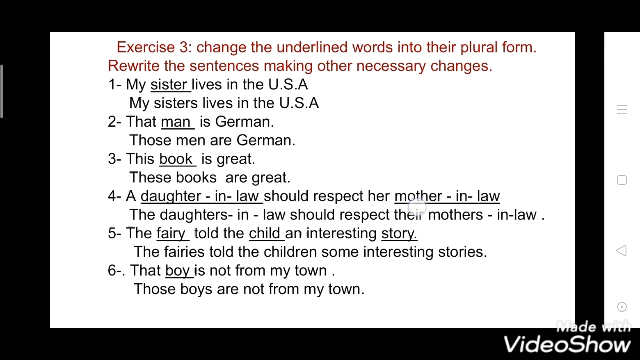 Exercise 3: change the underlined words into their plural form.
Rewrite the sentences making other necessary changes.
1- My sister lives in the U.S.A
My sisters lives in the U.S.A
2- That man is German.
Those men are German.
3- This book is great.
These books are great.
4- A daughter - in- law should respect her mother - in- law
The daughters- in - law should respect their mothers - in-law .
5- The fairy told the child an interesting story.
The fairies told the children some interesting stories.
6-. That boy is not from my town .
Those boys are not from my town.
Made with
VideoShow